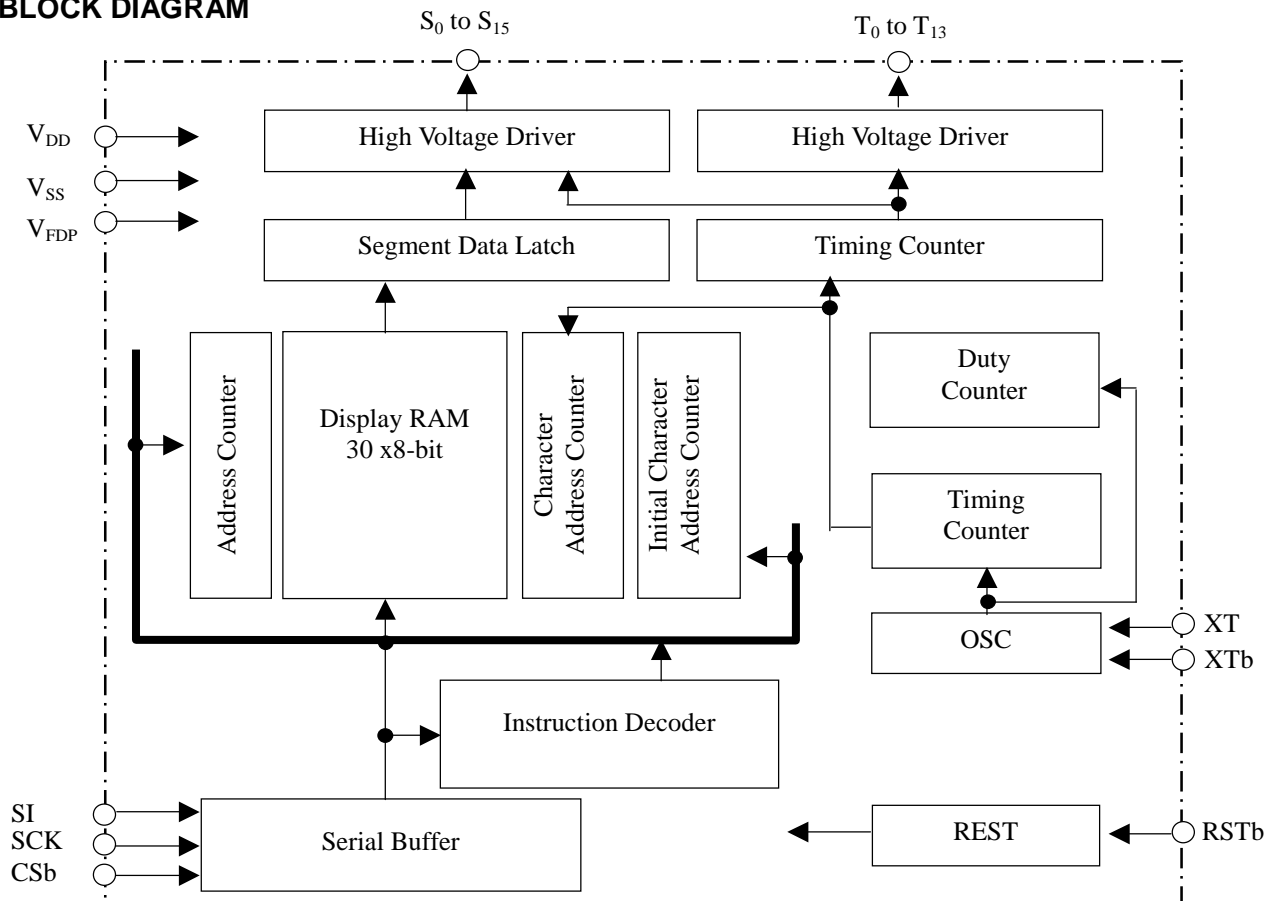 BLOCK DIAGRAM
S0 to S15
T0 to T13
VDD
VSS
VFDP
High Voltage Driver
High Voltage Driver
Segment Data Latch
Timing Counter
Address Counter
Display RAM
30 x8-bit
Character
Address Counter
Initial Character
Address Counter
Duty
Counter
Timing
Counter
OSC
XT
XTb
Instruction Decoder
SI
SCK
CSb
Serial Buffer
REST
RSTb